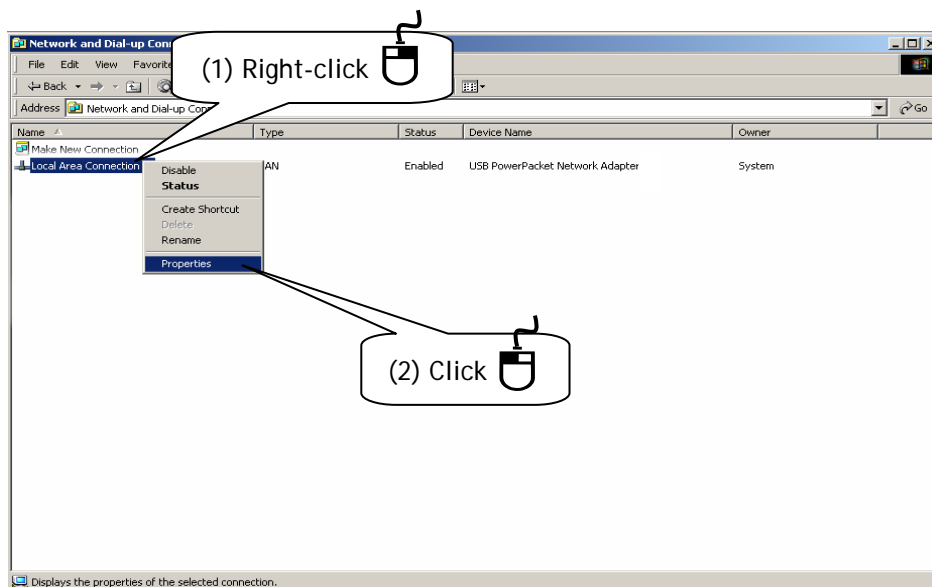 Network and Dial-up Con
(1) Right-click
File Edit View Favorite
Back
Address Network and Dial-up Con
Go
Name Type Status Device Name Owner
Make New Connection
Local Area Connection AN Enabled USB PowerPacket Network Adapter System
Disable
Status
Create Shortcut
Delete
Rename
Properties
(2) Click
Displays the properties of the selected connection.